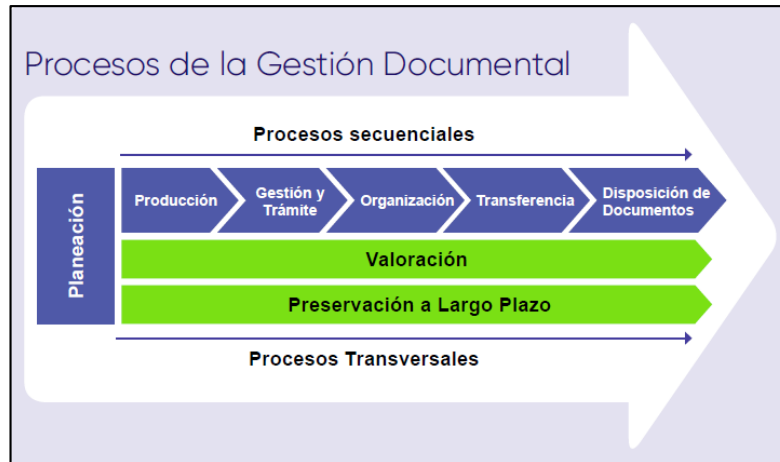 Procesos de la Gestión Documental
Procesos secuenciales
Planeación
Producción
Gestión y
Trámite
Organización
Transferencia
Disposición de
Documentos
Valoración
Preservación a Largo Plazo
Procesos Transversales